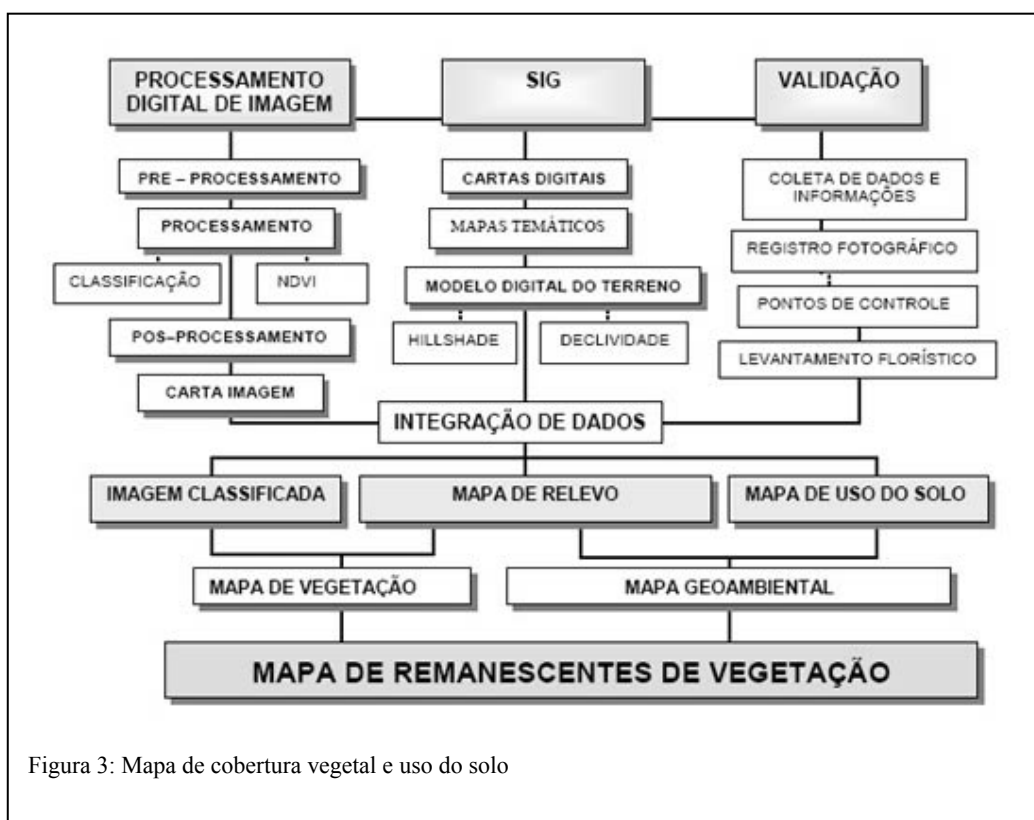 PROCESSAMENTO
DIGITAL DE IMAGEM
SIG
VALIDAÇÃO
PRE – PROCESSAMENTO
CARTAS DIGITAIS
COLETA DE DADOS E
INFORMAÇÕES
PROCESSAMENTO
MAPAS TEMÁTICOS
REGISTRO FOTOGRÁFICO
CLASSIFICAÇÃO
NDVI
MODELO DIGITAL DO TERRENO
PONTOS DE CONTROLE
POS–PROCESSAMENTO
HILLSHADE
DECLIVIDADE
LEVANTAMENTO FLORÍSTICO
CARTA IMAGEM
INTEGRAÇÃO DE DADOS
IMAGEM CLASSIFICADA
MAPA DE RELEVO
MAPA DE USO DO SOLO
MAPA DE VEGETAÇÃO
MAPA GEOAMBIENTAL
MAPA DE REMANESCENTES DE VEGETAÇÃO
Figura 3: Mapa de cobertura vegetal e uso do solo